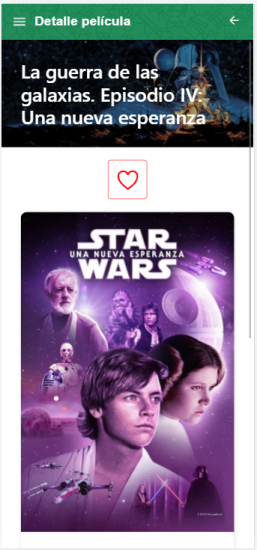 Detalle película
La guerra de las
galaxias. Episodio IV:
Una nueva esperanza
STAR
UNA NUEVA ESPERANZA
WARS